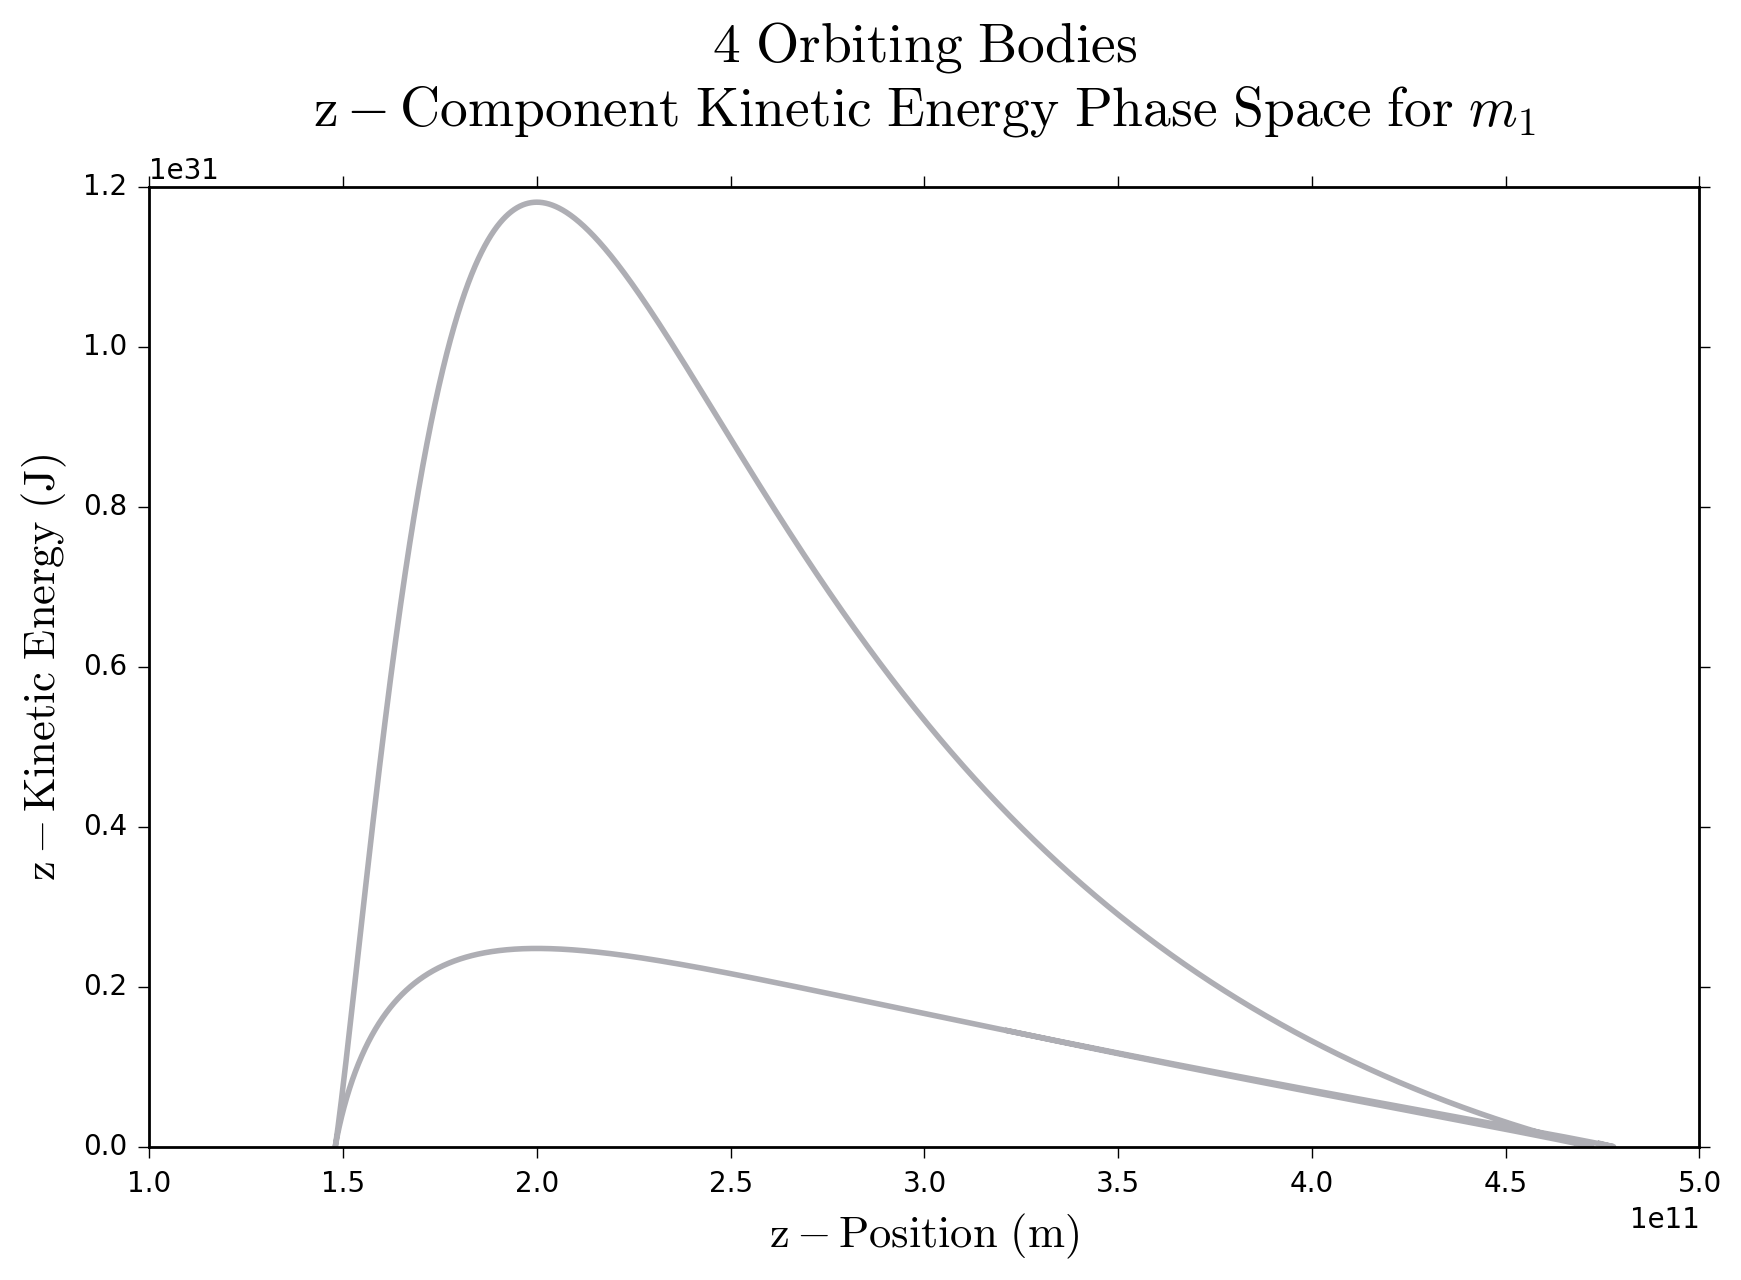 4 Orbiting Bodies
z – Component Kinetic Energy Phase Space for m₁
1e31
1.2
1.0
0.8
0.6
0.4
0.2
0.0
z – Kinetic Energy (J)
1.0 1.5 2.0 2.5 3.0 3.5 4.0 4.5 5.0
1e11
z – Position (m)